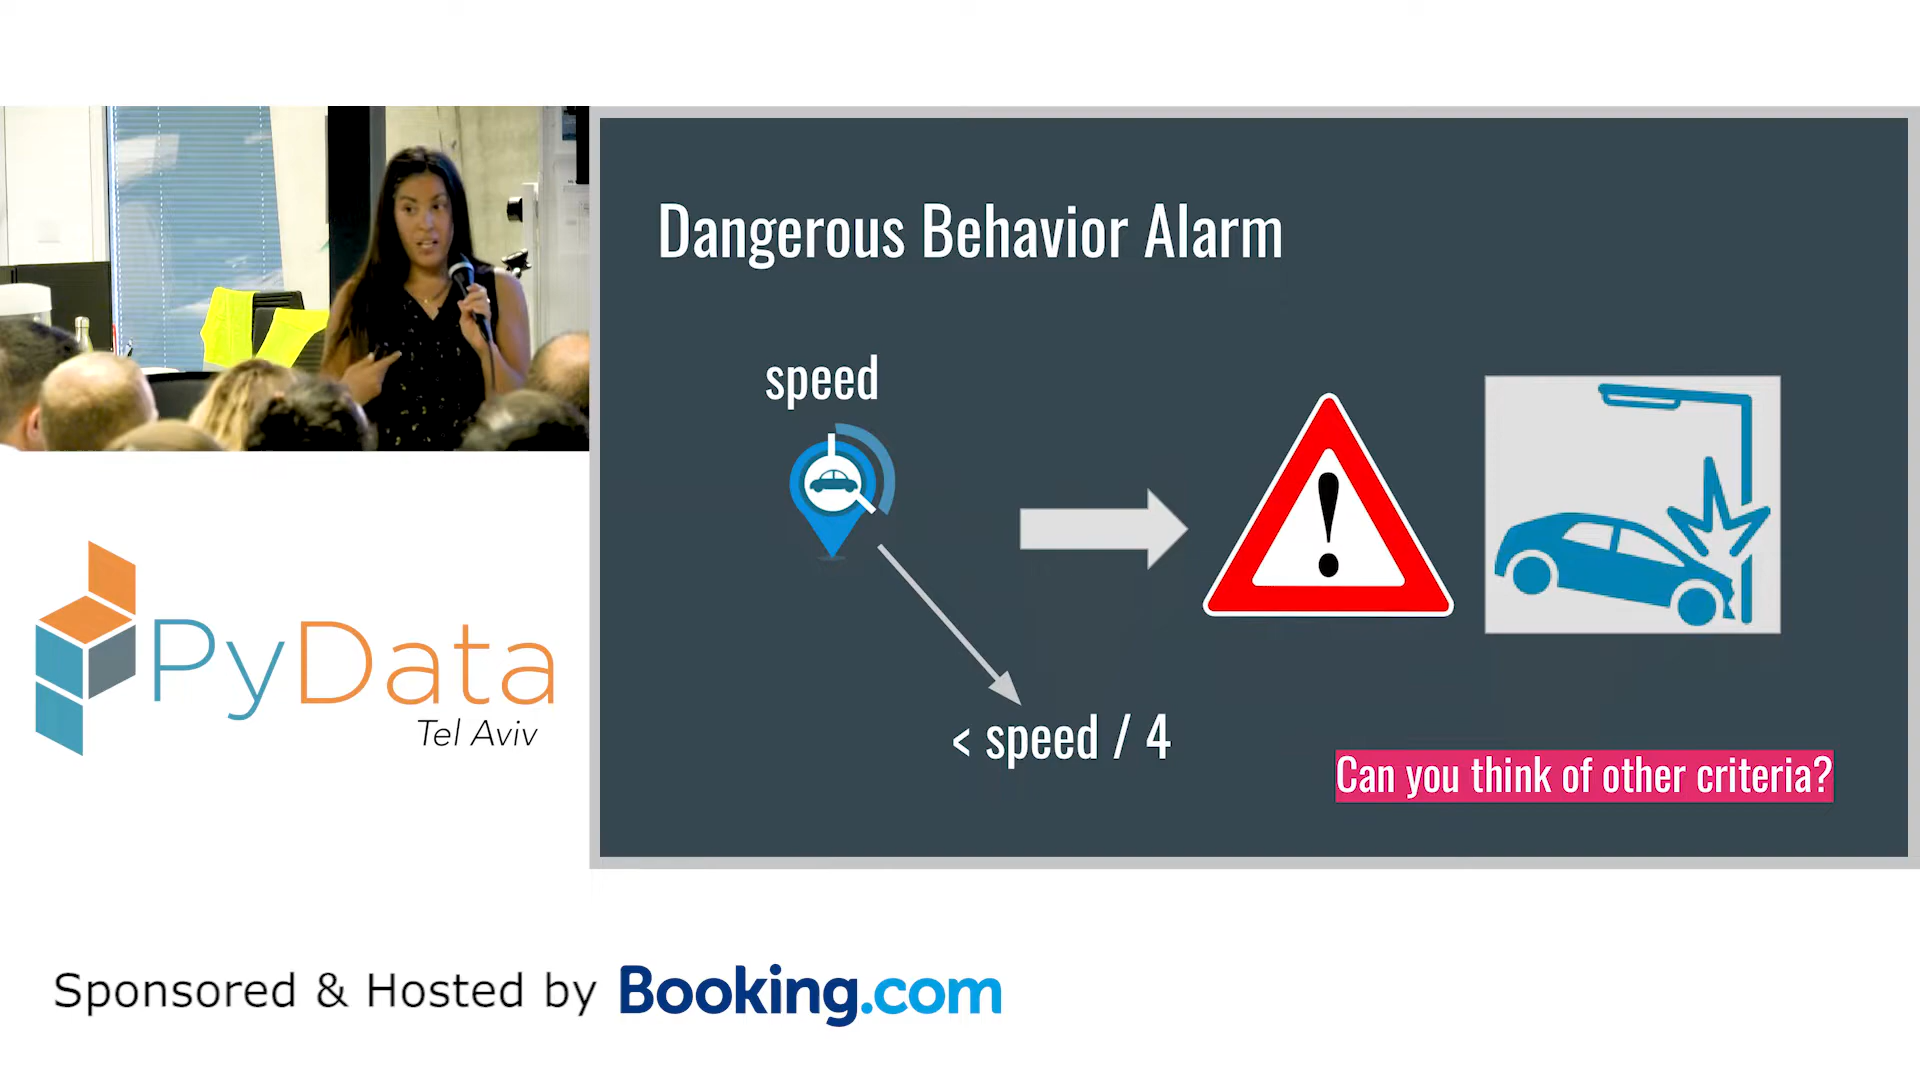 Dangerous Behavior Alarm
speed
!
< speed / 4
Can you think of other criteria?
PyData
Tel Aviv
Sponsored & Hosted by Booking.com